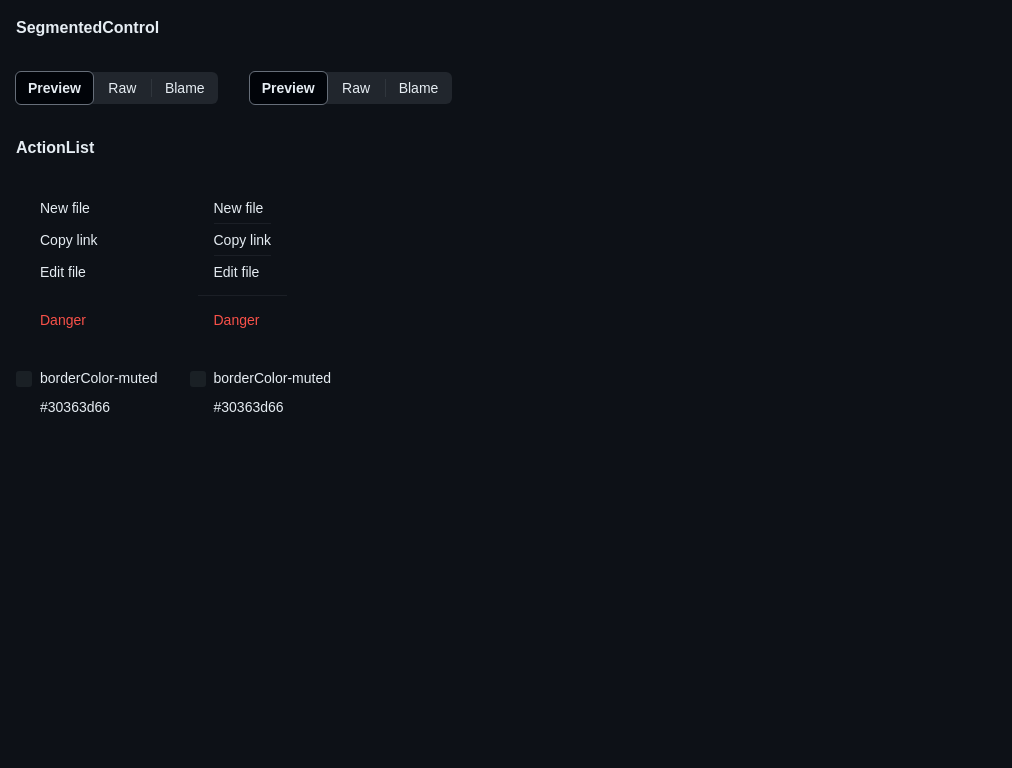 SegmentedControl
Preview Raw Blame Preview Raw Blame
ActionList
New file New file
Copy link Copy link
Edit file Edit file
Danger Danger
borderColor-muted borderColor-muted
#30363d66 #30363d66